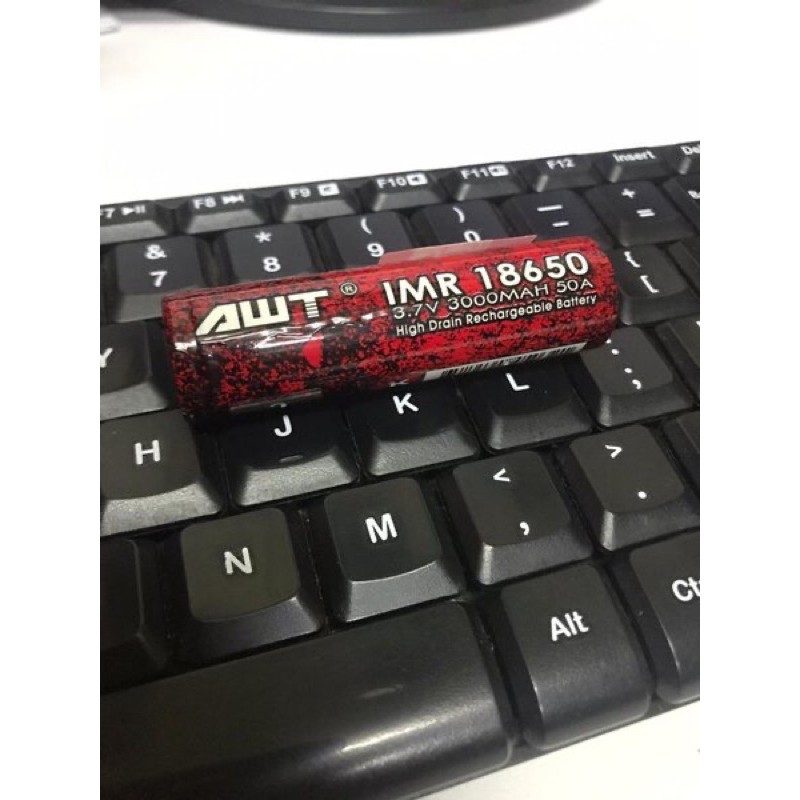 F7
F8
F9
F10
F11
F12
Insert
&
7
*
8
(
9
)
0
—
–
+
=
{
[
AWT ®
IMR 18650
3.7V 3000MAH 50A
High Drain Rechargeable Battery
Y
H
J
K
L
:
;
N
M
<
,
>
.
Alt